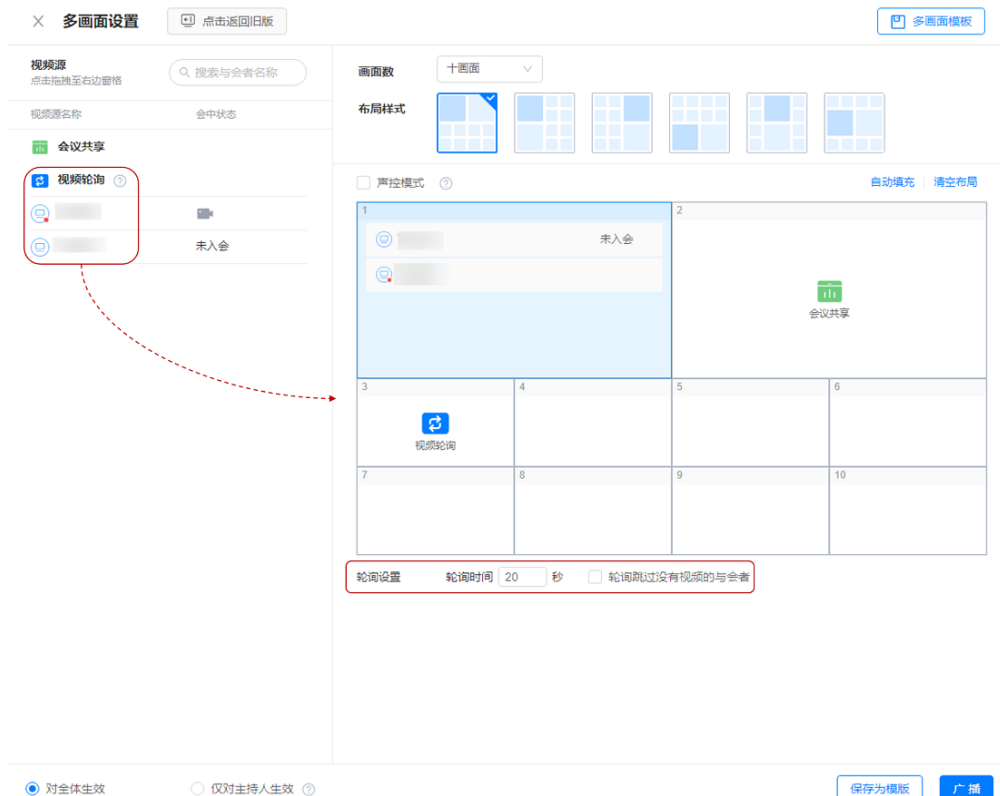 多画面设置
点击返回旧版
多画面模板
视频源
点击拖拽至右边窗格
搜索与会者名称
视频源名称
会中状态
会议共享
视频轮询
未入会
画面数
十画面
布局样式
声控模式
自动填充
清空布局
1
未入会
2
会议共享
3
视频轮询
4
5
6
7
8
9
10
轮询设置
轮询时间 20 秒
轮询跳过没有视频的与会者
对全体生效
仅对主持人生效
保存为模版
广播